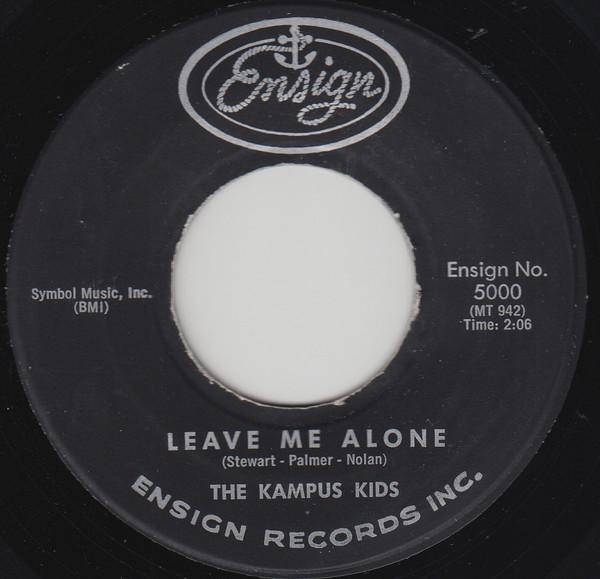 Ensign
Symbol Music, Inc.
(BMI)
Ensign No.
5000
(MT 942)
Time: 2:06
LEAVE ME ALONE
(Stewart - Palmer - Nolan)
THE KAMPUS KIDS
ENSIGN RECORDS INC.